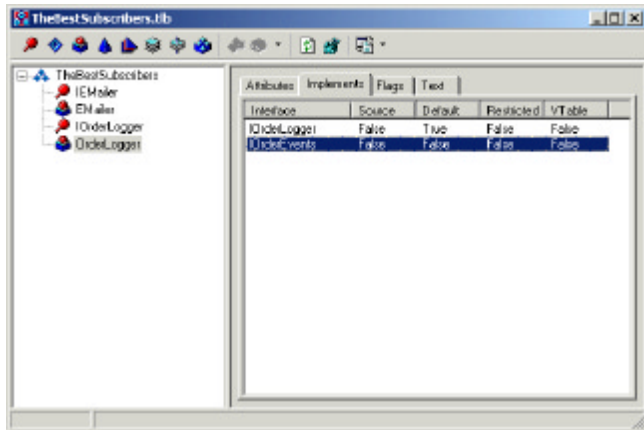 TheBestSubscribers.tlb
TheBestSubscribers
IEMailer
EMailer
IOrderLogger
OrderLogger
Attributes Implements Flags Text
Interface Source Default Restricted VTable
IOrderLogger False True False False
IOrderEvents False False False False